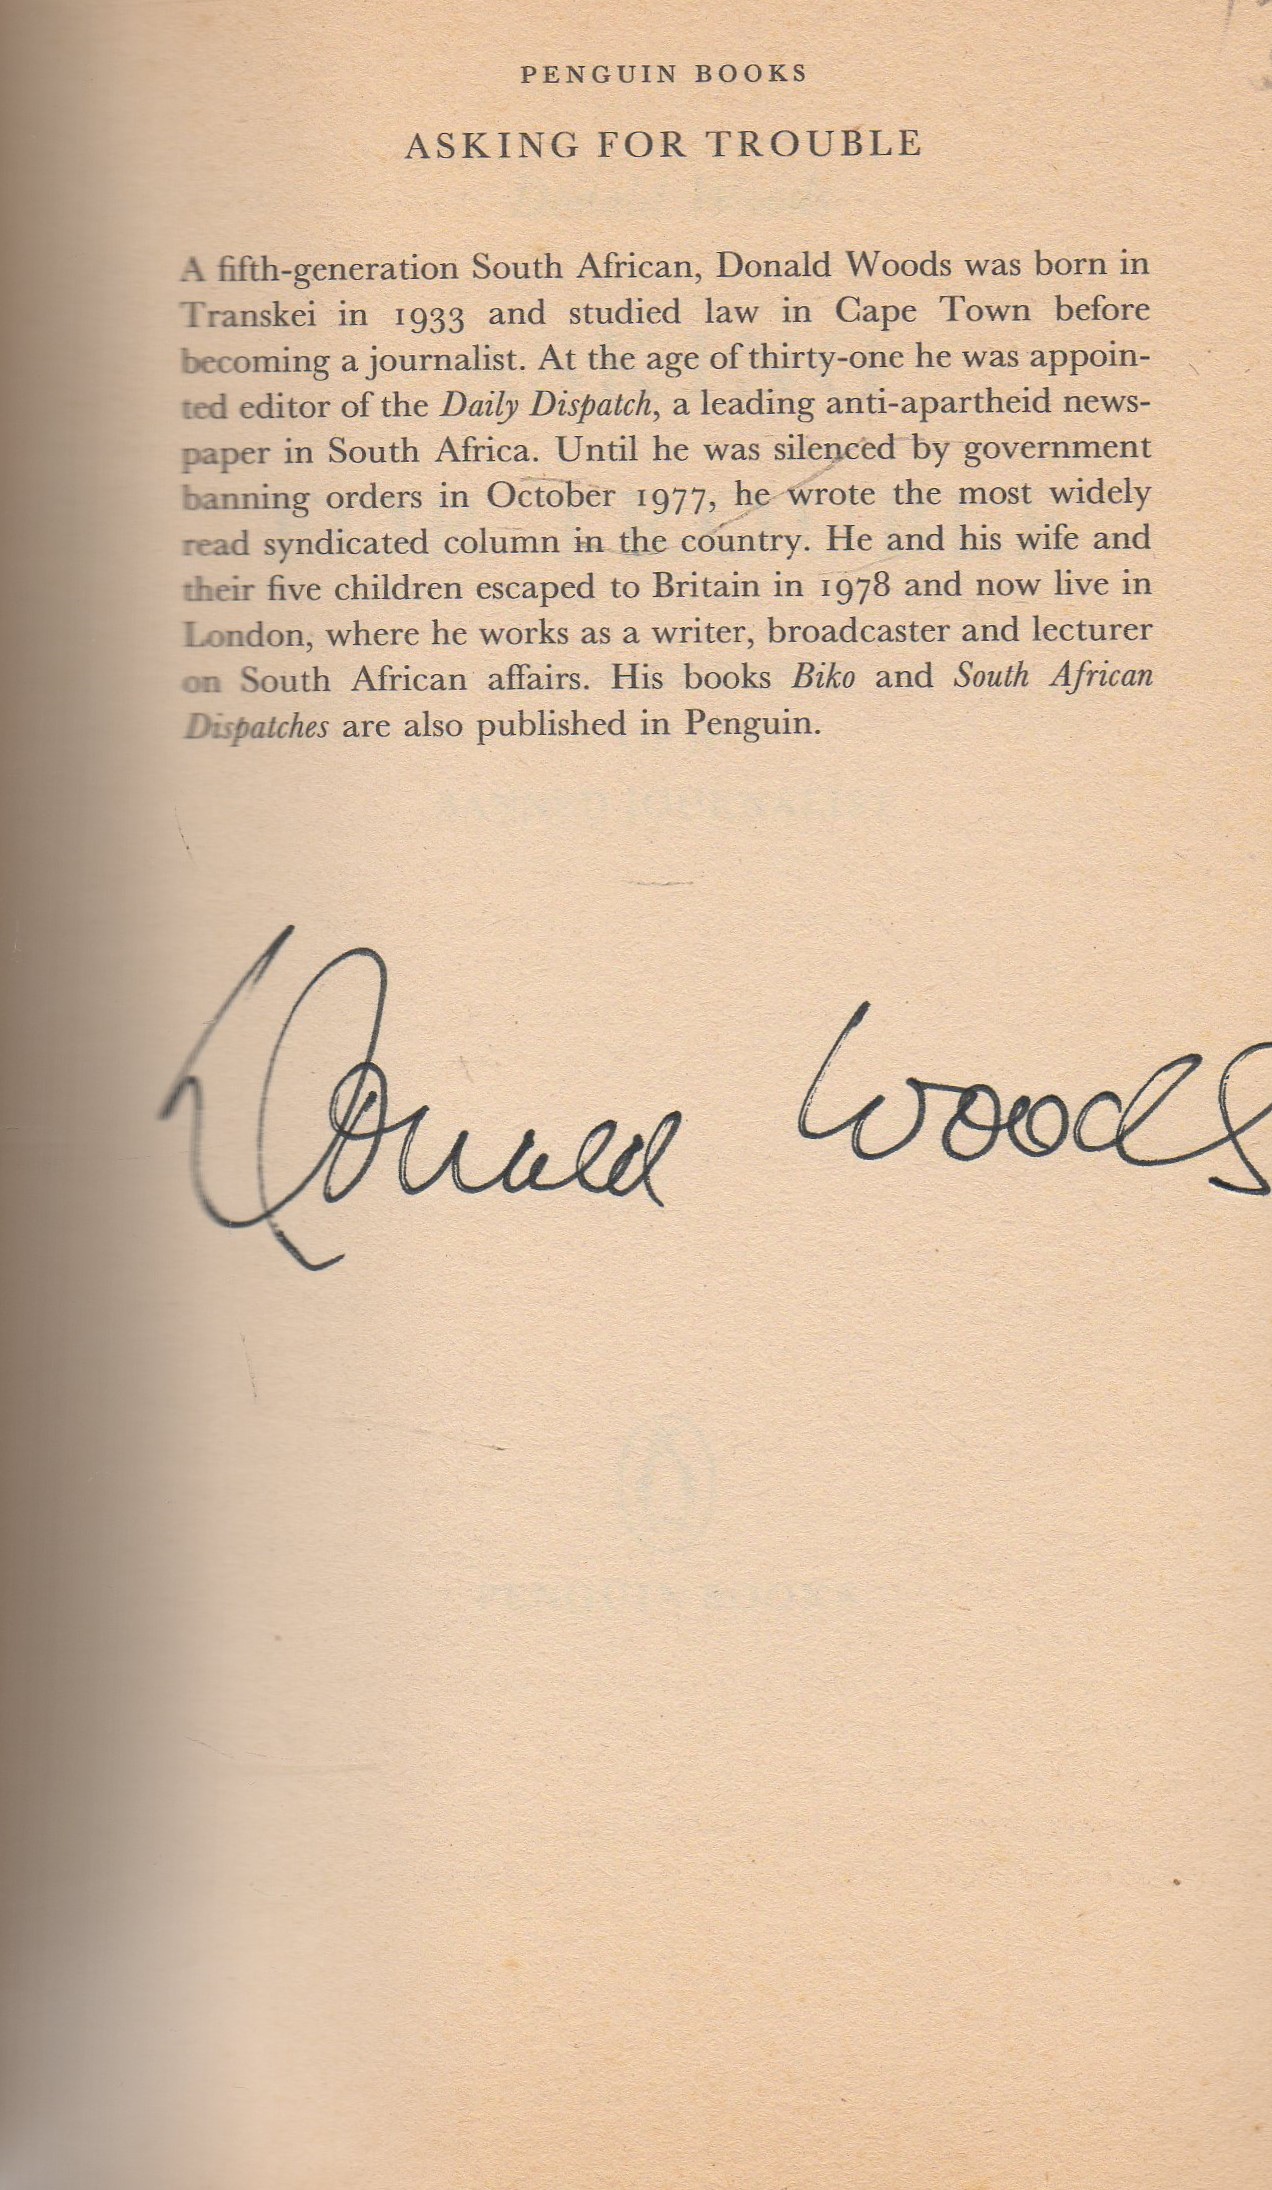 PENGUIN BOOKS
ASKING FOR TROUBLE
A fifth-generation South African, Donald Woods was born in
Transkei in 1933 and studied law in Cape Town before
becoming a journalist. At the age of thirty-one he was appoin-
ted editor of the Daily Dispatch, a leading anti-apartheid news-
paper in South Africa. Until he was silenced by government
banning orders in October 1977, he wrote the most widely
read syndicated column in the country. He and his wife and
their five children escaped to Britain in 1978 and now live in
London, where he works as a writer, broadcaster and lecturer
on South African affairs. His books Biko and South African
Dispatches are also published in Penguin.
Donald Woods